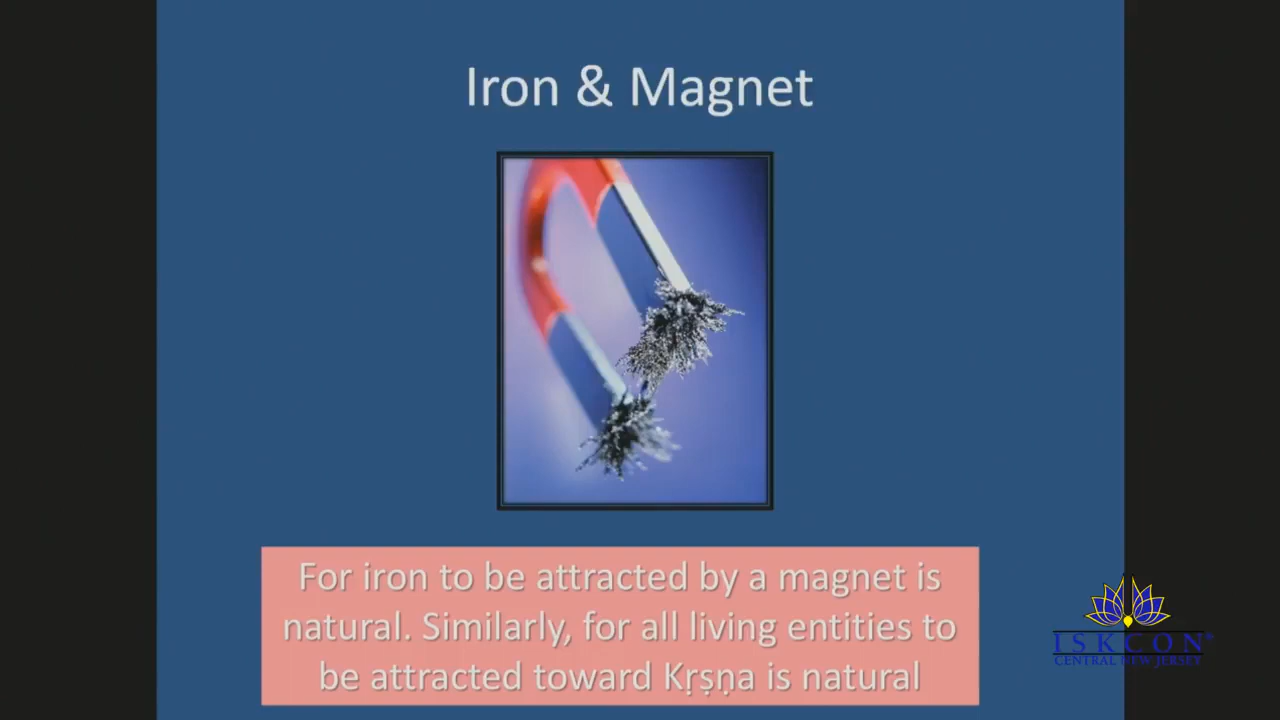 Iron & Magnet
For iron to be attracted by a magnet is
natural. Similarly, for all living entities to
be attracted toward Kṛṣṇa is natural
ISKCON®
CENTRAL NEW JERSEY